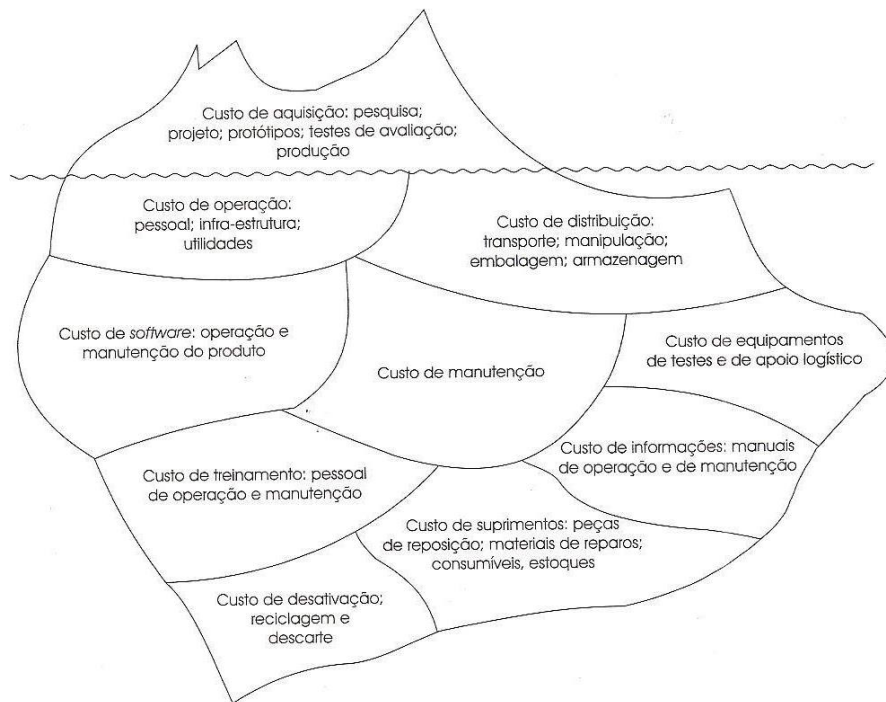 Custo de aquisição: pesquisa;
projeto; protótipos; testes de avaliação;
produção
Custo de operação:
pessoal; infra-estrutura;
utilidades
Custo de distribuição:
transporte; manipulação;
embalagem; armazenagem
Custo de software: operação e
manutenção do produto
Custo de manutenção
Custo de equipamentos
de testes e de apoio logístico
Custo de informações: manuais
de operação e de manutenção
Custo de treinamento: pessoal
de operação e manutenção
Custo de suprimentos: peças
de reposição; materiais de reparos;
consumíveis, estoques
Custo de desativação;
reciclagem e
descarte